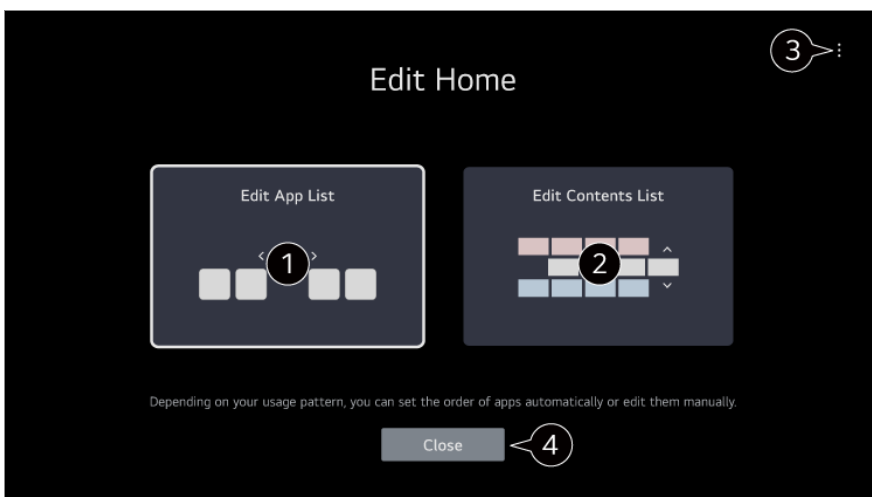 3
Edit Home
Edit App List
Edit Contents List
1
2
Depending on your usage pattern, you can set the order of apps automatically or edit them manually.
Close
4